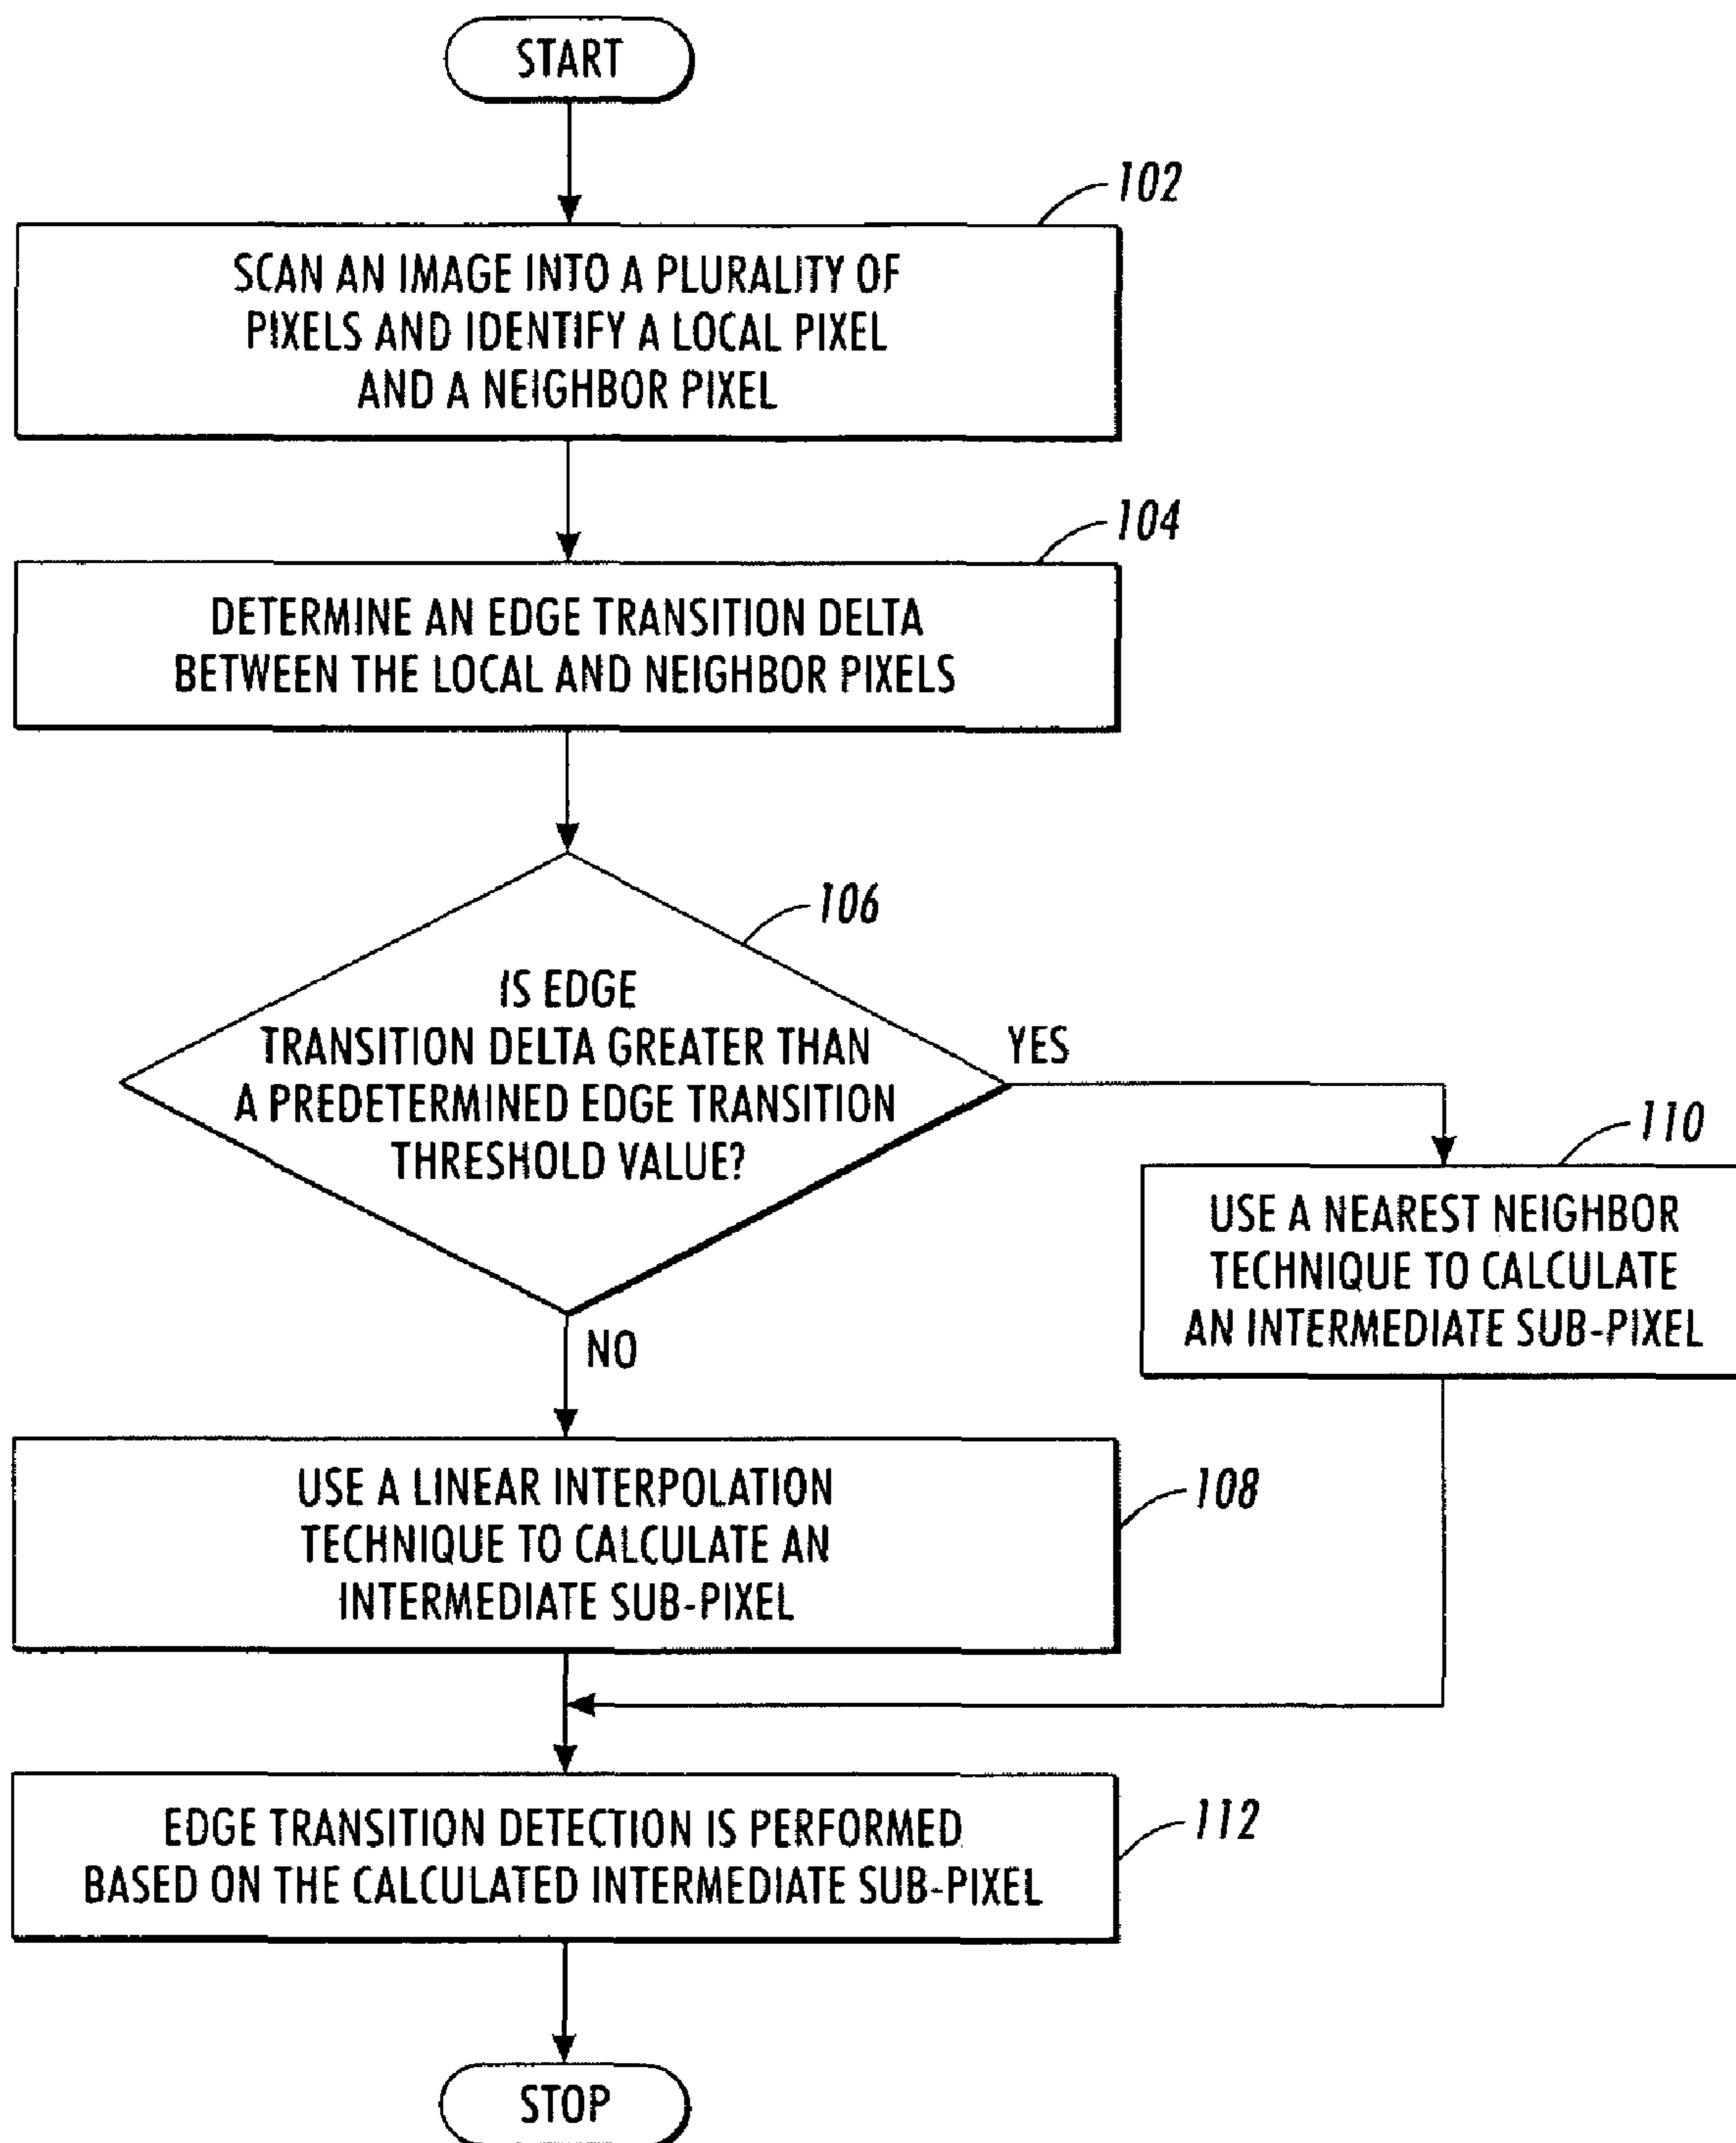 START
102
SCAN AN IMAGE INTO A PLURALITY OF
PIXELS AND IDENTIFY A LOCAL PIXEL
AND A NEIGHBOR PIXEL
104
DETERMINE AN EDGE TRANSITION DELTA
BETWEEN THE LOCAL AND NEIGHBOR PIXELS
106
IS EDGE
TRANSITION DELTA GREATER THAN
A PREDETERMINED EDGE TRANSITION
THRESHOLD VALUE?
YES
110
USE A NEAREST NEIGHBOR
TECHNIQUE TO CALCULATE
AN INTERMEDIATE SUB-PIXEL
NO
USE A LINEAR INTERPOLATION
TECHNIQUE TO CALCULATE AN
INTERMEDIATE SUB-PIXEL
108
EDGE TRANSITION DETECTION IS PERFORMED
BASED ON THE CALCULATED INTERMEDIATE SUB-PIXEL
112
STOP